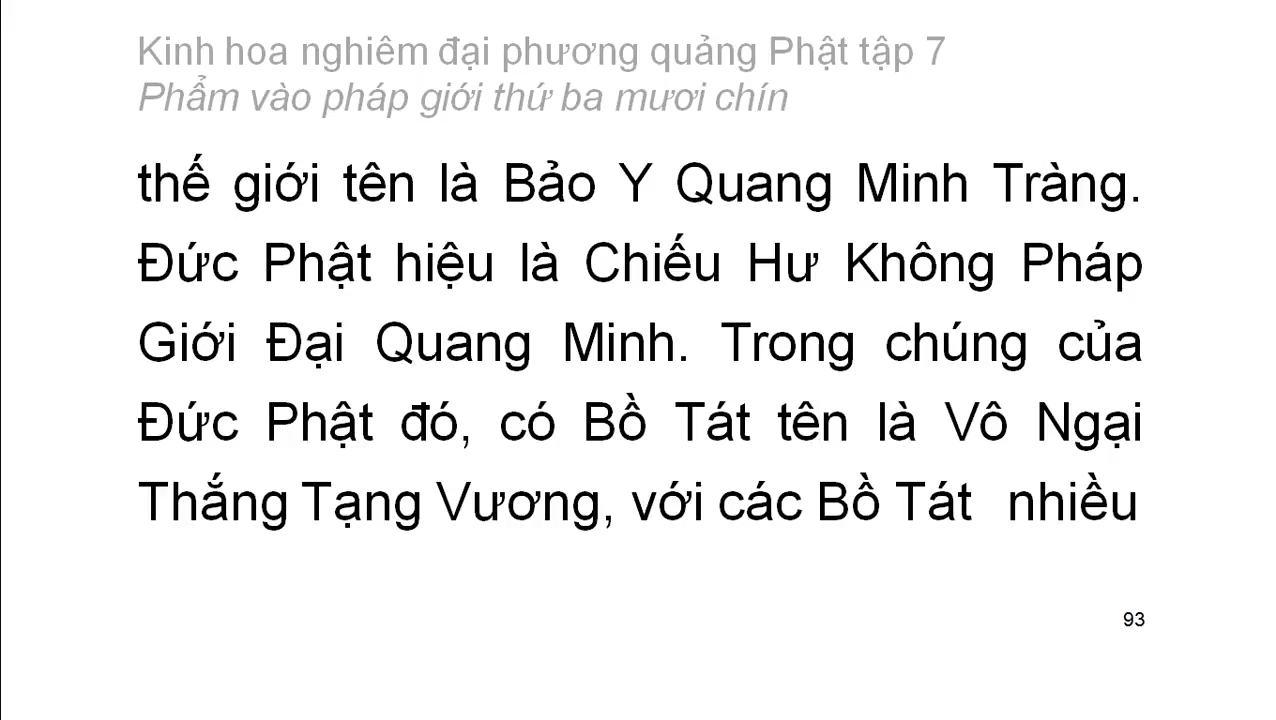 Kinh hoa nghiêm đại phương quảng Phật tập 7
Phẩm vào pháp giới thứ ba mươi chín
thế giới tên là Bảo Y Quang Minh Tràng.
Đức Phật hiệu là Chiếu Hư Không Pháp
Giới Đại Quang Minh. Trong chúng của
Đức Phật đó, có Bồ Tát tên là Vô Ngại
Thắng Tạng Vương, với các Bồ Tát nhiều
93